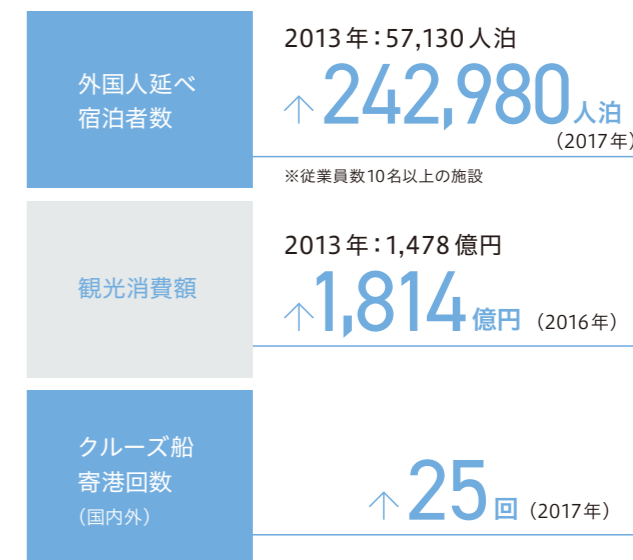 外国人延べ
宿泊者数
2013年：57,130人泊
↑242,980人泊
（2017年）
※従業員数10名以上の施設
観光消費額
2013年：1,478億円
↑1,814億円（2016年）
クルーズ船
寄港回数
（国内外）
↑25回（2017年）